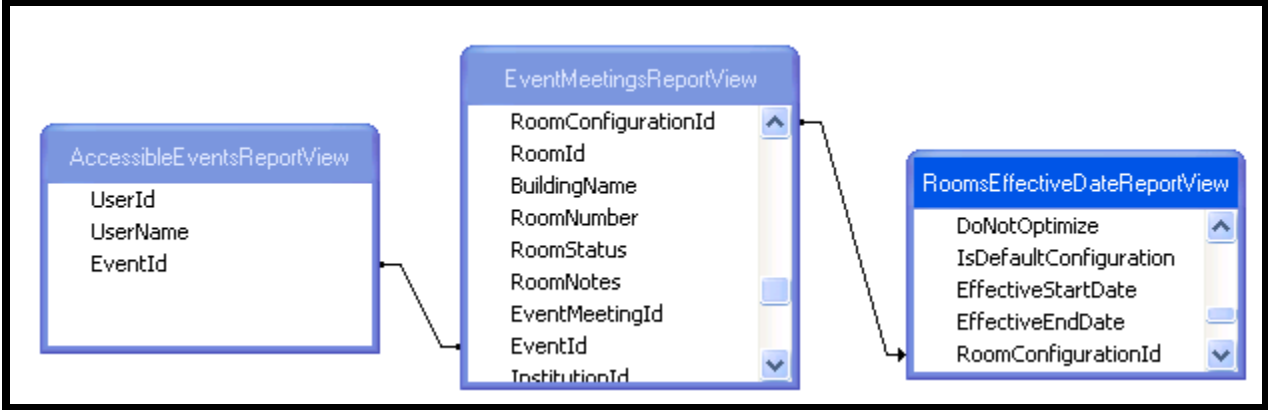 AccessibleEventsReportView
UserId
UserName
EventId
EventMeetingsReportView
RoomConfigurationId
RoomId
BuildingName
RoomNumber
RoomStatus
RoomNotes
EventMeetingId
EventId
InstitutionId
RoomsEffectiveDateReportView
DoNotOptimize
IsDefaultConfiguration
EffectiveStartDate
EffectiveEndDate
RoomConfigurationId